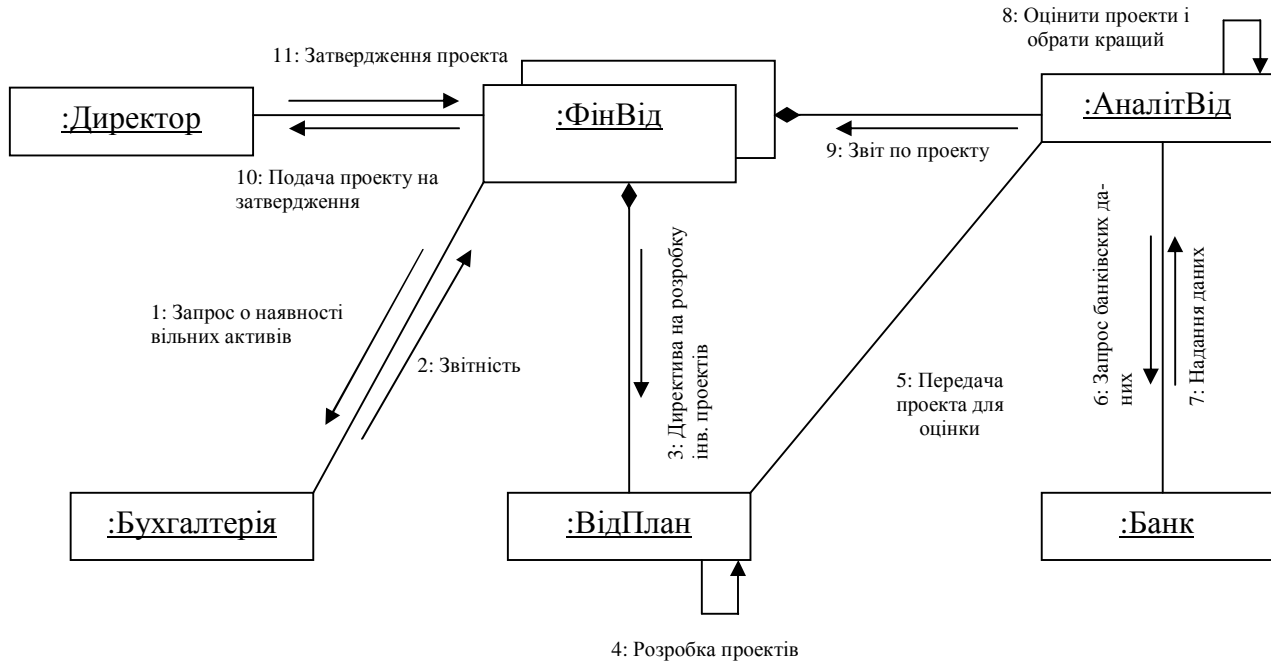 8: Оцінити проекти і
обрати кращий
11: Затвердження проекта
:Директор
:ФінВід
:АналітВід
9: Звіт по проекту
10: Подача проекту на
затвердження
1: Запрос о наявності
вільних активів
2: Звітність
3: Директива на розробку
інв. проектів
5: Передача
проекта для
оцінки
6: Запрос банківских да-
них
7: Надання даних
:Бухгалтерія
:ВідПлан
:Банк
4: Розробка проектів